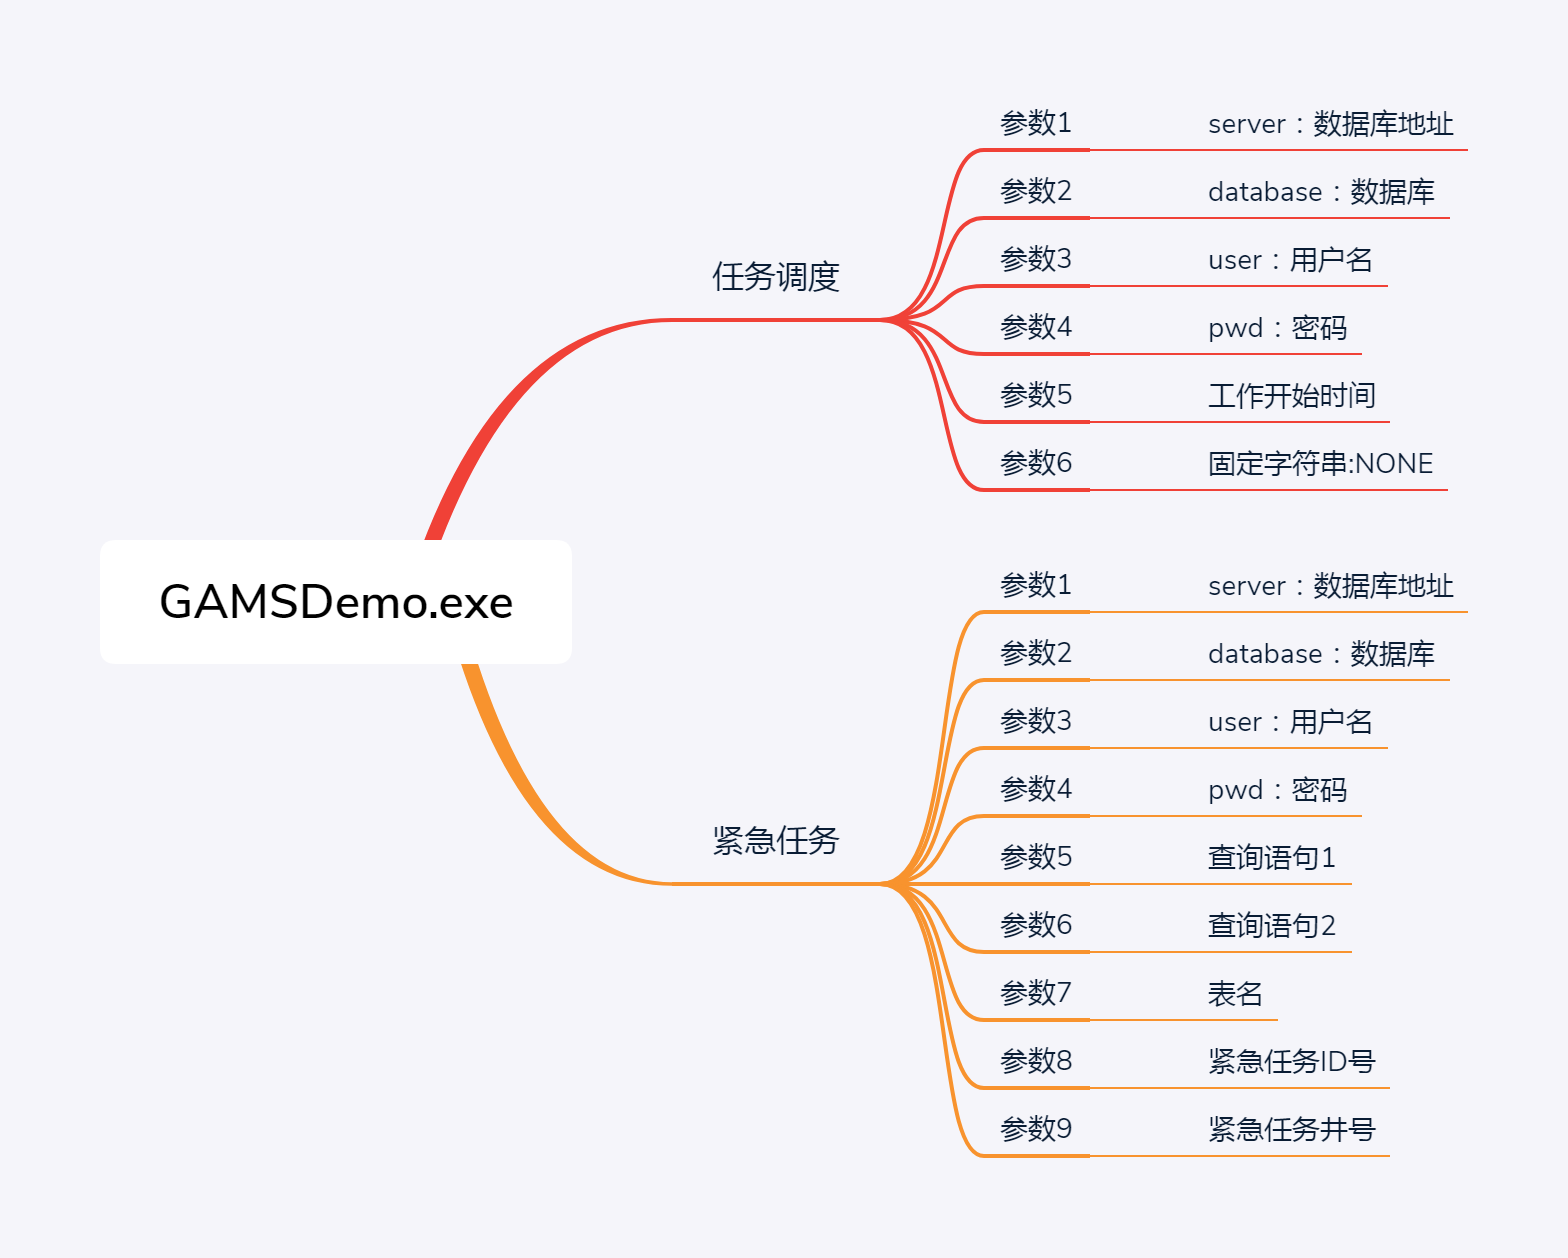 GAMSDemo.exe
任务调度
参数1 server：数据库地址
参数2 database：数据库
参数3 user：用户名
参数4 pwd：密码
参数5 工作开始时间
参数6 固定字符串:NONE
紧急任务
参数1 server：数据库地址
参数2 database：数据库
参数3 user：用户名
参数4 pwd：密码
参数5 查询语句1
参数6 查询语句2
参数7 表名
参数8 紧急任务ID号
参数9 紧急任务井号